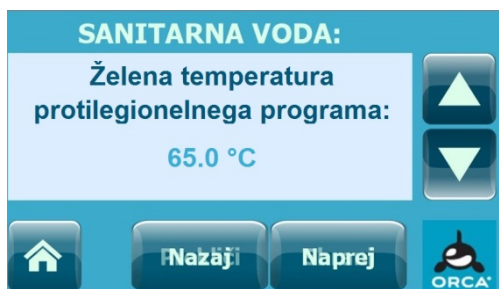 SANITARNA VODA:
Želena temperatura
protilegionelnega programa:
65.0 °C
Nazaj Naprej
ORCA